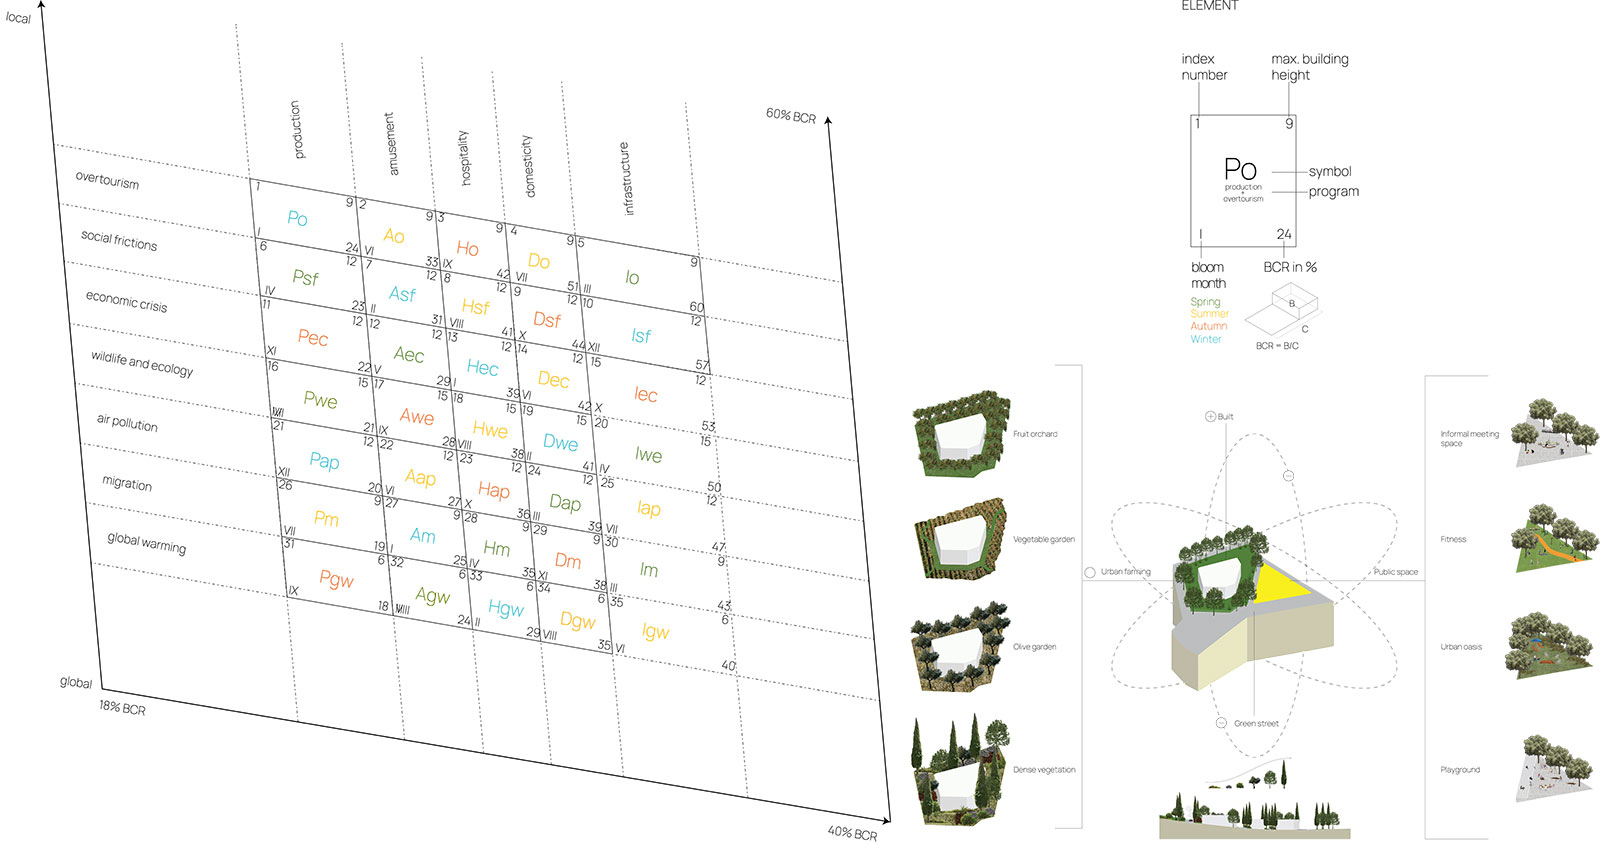 local
60% BCR
production
amusement
hospitality
domesticity
infrastructure
overtourism
social frictions
economic crisis
wildlife and ecology
air pollution
migration
global warming
1 9 2 9 3 9 4 9 5 9
Po Ao Ho Do Io
I 24 VI 33 IX 42 VII 51 III 60
6 12 7 12 8 12 9 12 10 12
Psf Asf Hsf Dsf Isf
IV 23 II 31 VIII 41 X 44 XII 57
11 12 12 12 13 12 14 12 15 12
Pec Aec Hec Dec Iec
XI 22 V 29 I 39 VI 42 X 53
16 15 17 15 18 15 19 15 20 15
Pwe Awe Hwe Dwe Iwe
21 IX 28 VIII 38 II 41 IV 50
21 12 22 12 23 12 24 12 25 12
Pap Aap Hap Dap Iap
XII 20 VI 27 X 36 III 39 VII 47
26 9 27 9 28 9 29 9 30 9
Pm Am Hm Dm Im
VII 19 I 25 IV 35 XI 38 III 43
31 6 32 6 33 6 34 6 35 6
Pgw Agw Hgw Dgw Igw
IX 18 24 II 29 VIII 35 VI 40
global
18% BCR
40% BCR
ELEMENT
index
number
max. building
height
1 9
Po
production
+
overtourism
symbol
program
I 24
bloom
month
BCR in %
Spring
Summer
Autumn
Winter
B
C
BCR = B/C
Fruit orchard
Vegetable garden
Olive garden
Dense vegetation
Built
Urban farming
Public space
Green street
Informal meeting
space
Fitness
Urban oasis
Playground